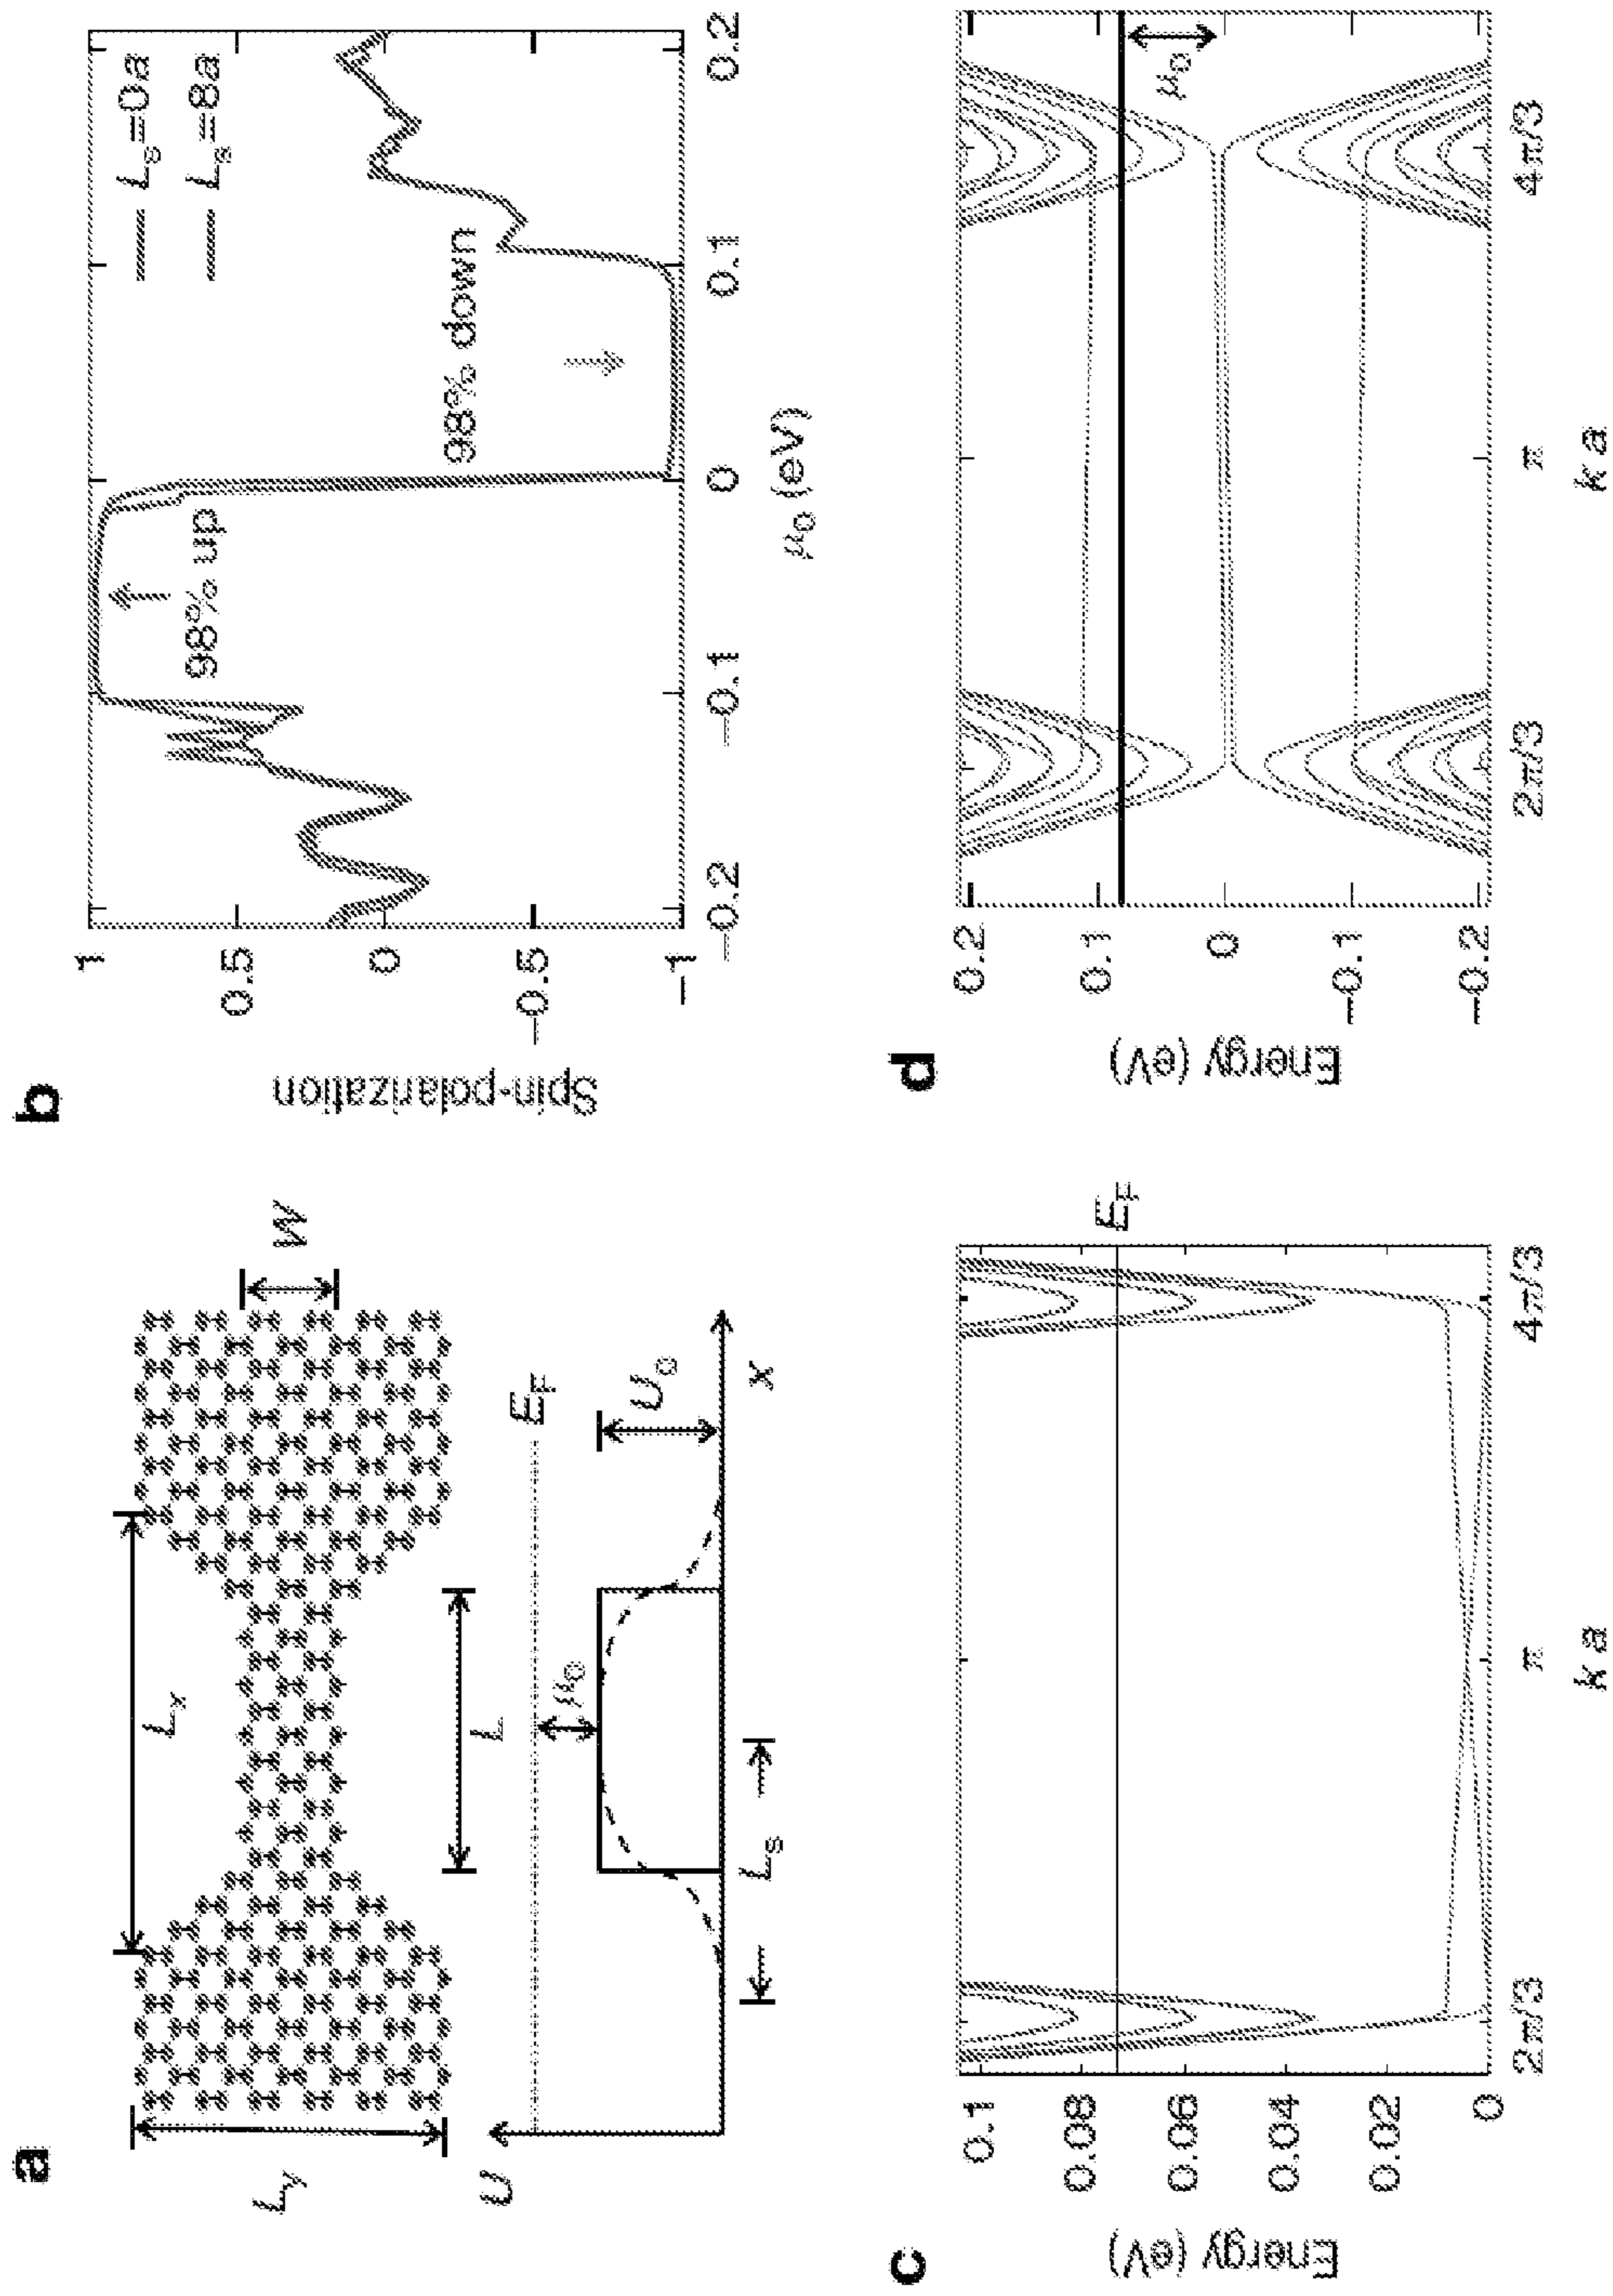 a
L_y
L_x
W
L
U
μ_0
E_F
U_0
L_s
x
b
Spin-polarization
1
0.5
0
−0.5
−1
L_s=0a
L_s=8a
98% up
98% down
−0.2
−0.1
0
0.1
0.2
μ_0 (eV)
c
Energy (eV)
0.1
0.08
0.06
0.04
0.02
0
E_F
2π/3
π
4π/3
k a
d
Energy (eV)
0.2
0.1
0
−0.1
−0.2
μ_0
2π/3
π
4π/3
k a